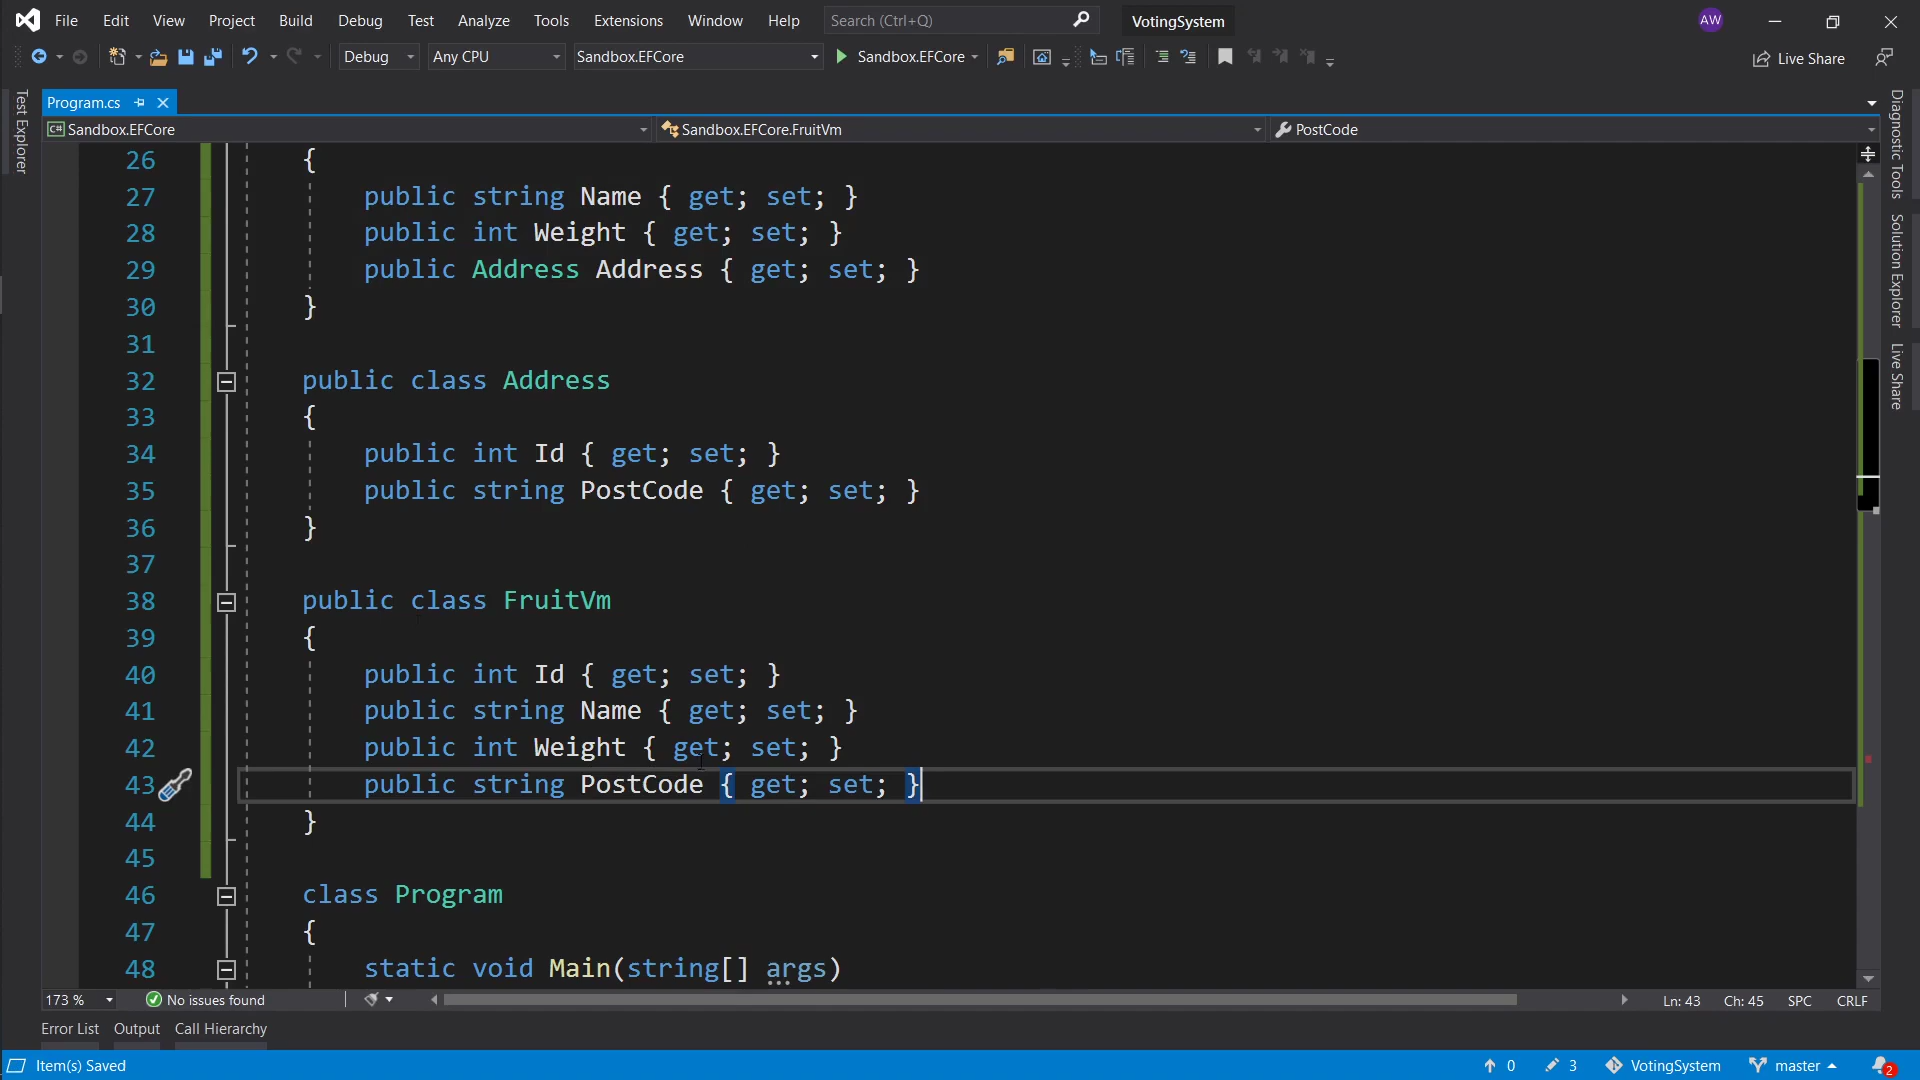 File Edit View Project Build Debug Test Analyze Tools Extensions Window Help Search (Ctrl+Q) VotingSystem AW
Debug Any CPU Sandbox.EFCore Sandbox.EFCore Live Share
Test Explorer
Program.cs
C# Sandbox.EFCore Sandbox.EFCore.FruitVm PostCode
26 {
27 public string Name { get; set; }
28 public int Weight { get; set; }
29 public Address Address { get; set; }
30 }
31
32 public class Address
33 {
34 public int Id { get; set; }
35 public string PostCode { get; set; }
36 }
37
38 public class FruitVm
39 {
40 public int Id { get; set; }
41 public string Name { get; set; }
42 public int Weight { get; set; }
43 public string PostCode { get; set; }
44 }
45
46 class Program
47 {
48 static void Main(string[] args)
Diagnostic Tools
Solution Explorer
Live Share
173 % No issues found Ln: 43 Ch: 45 SPC CRLF
Error List Output Call Hierarchy
Item(s) Saved 0 3 VotingSystem master 2